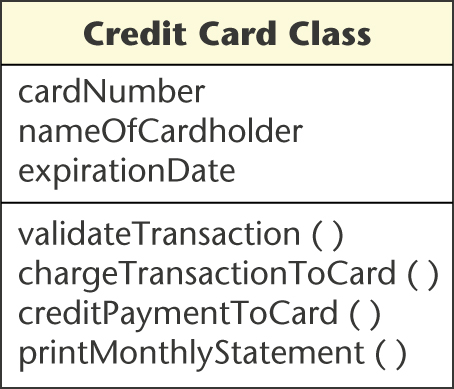 Credit Card Class
cardNumber
nameOfCardholder
expirationDate
validateTransaction ( )
chargeTransactionToCard ( )
creditPaymentToCard ( )
printMonthlyStatement ( )